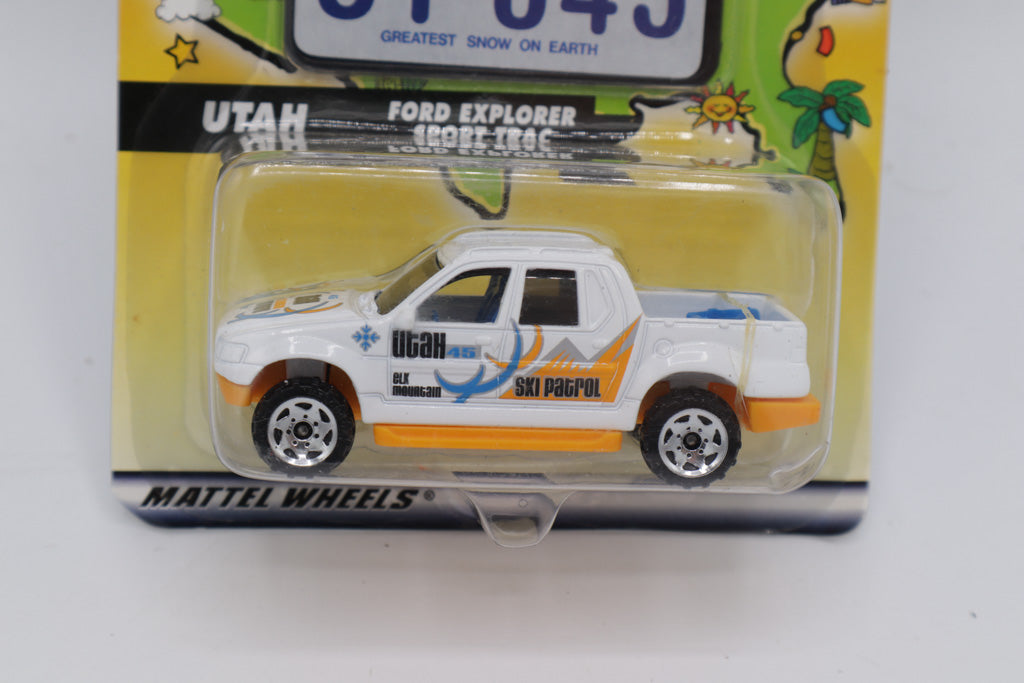 GREATEST SNOW ON EARTH
UTAH
FORD EXPLORER
SPORT TRAC
UtaH 45
ELK
mountain
SKI Patrol
MATTEL WHEELS®